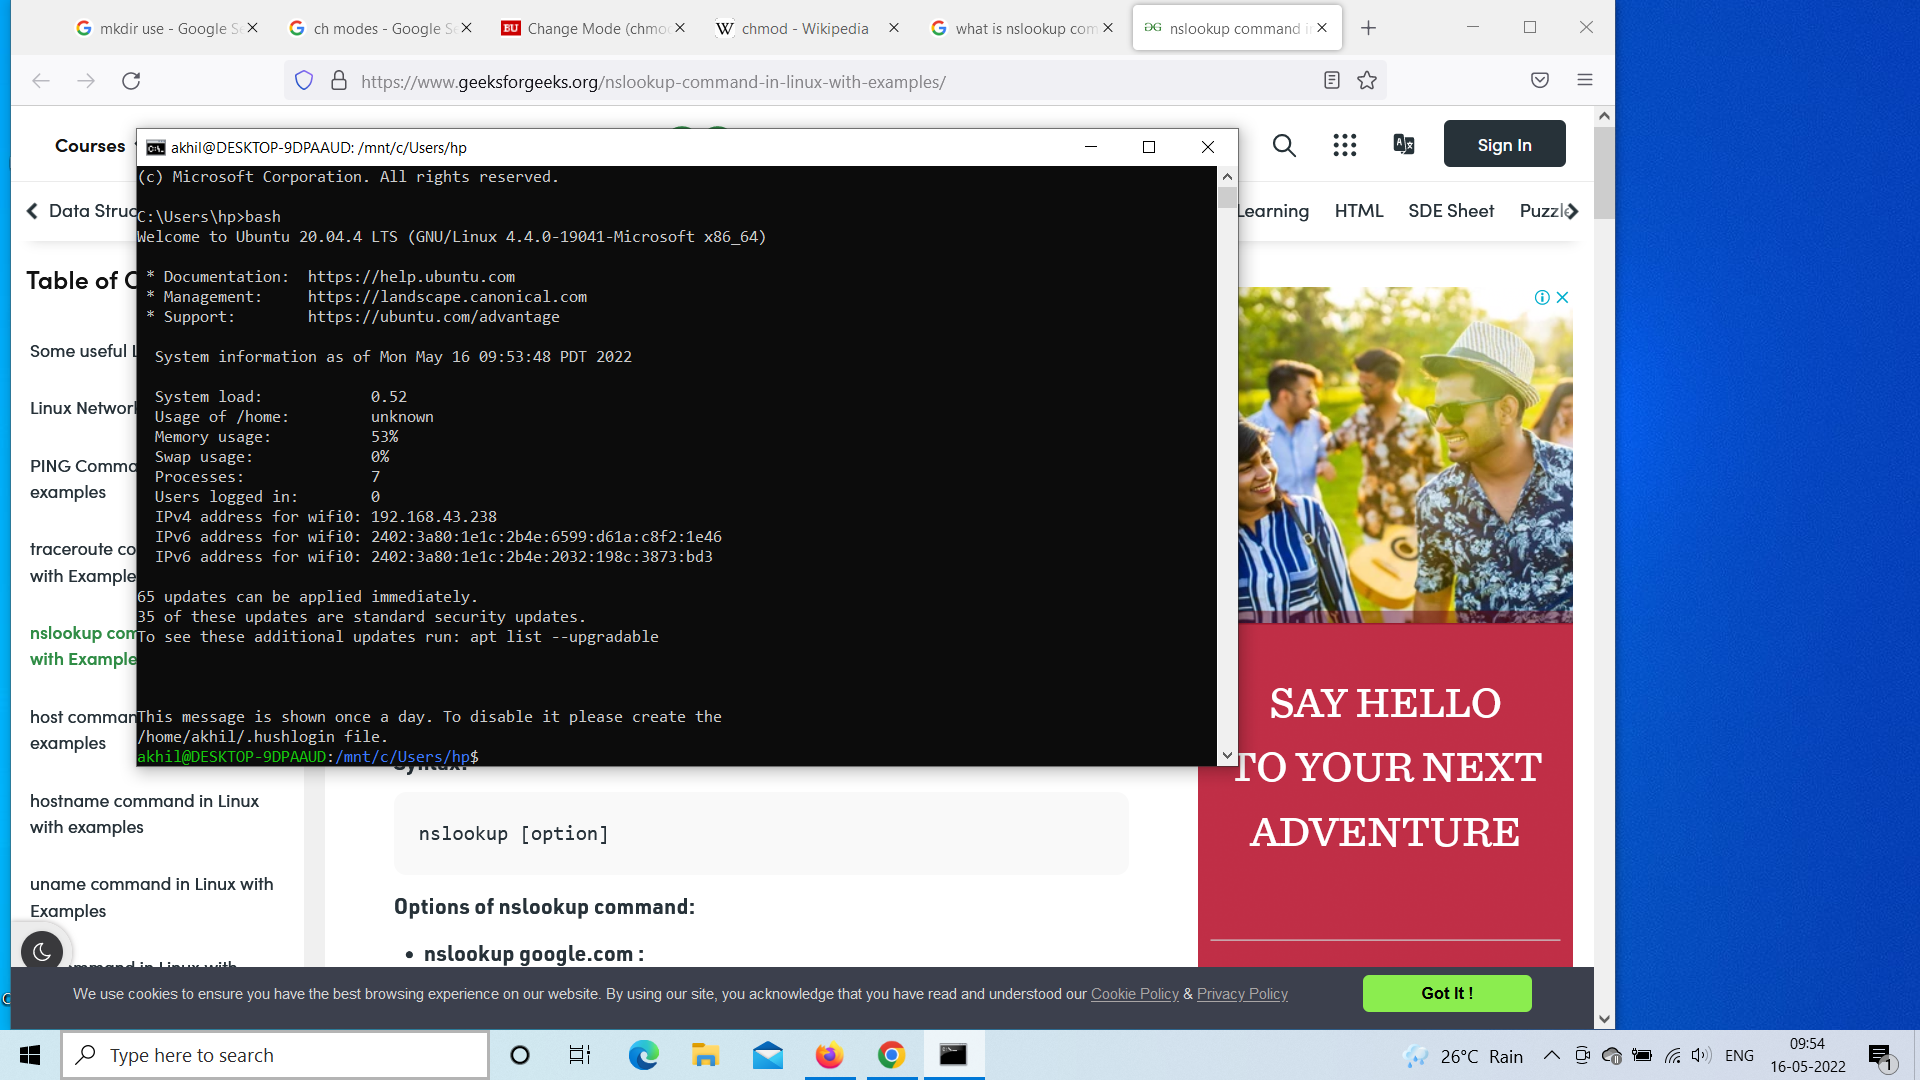 mkdir use - Google Se
ch modes - Google Se
BU Change Mode (chmod
W chmod - Wikipedia
what is nslookup com
nslookup command in
https://www.geeksforgeeks.org/nslookup-command-in-linux-with-examples/
Courses
Sign In
Data Struc
Learning HTML SDE Sheet Puzzle
Table of C
Some useful L
Linux Network
PING Comma
examples
traceroute co
with Example
nslookup com
with Example
host comman
examples
hostname command in Linux
with examples
uname command in Linux with
Examples
akhil@DESKTOP-9DPAAUD: /mnt/c/Users/hp
(c) Microsoft Corporation. All rights reserved.
C:\Users\hp>bash
Welcome to Ubuntu 20.04.4 LTS (GNU/Linux 4.4.0-19041-Microsoft x86_64)
* Documentation: https://help.ubuntu.com
* Management: https://landscape.canonical.com
* Support: https://ubuntu.com/advantage
System information as of Mon May 16 09:53:48 PDT 2022
System load: 0.52
Usage of /home: unknown
Memory usage: 53%
Swap usage: 0%
Processes: 7
Users logged in: 0
IPv4 address for wifi0: 192.168.43.238
IPv6 address for wifi0: 2402:3a80:1e1c:2b4e:6599:d61a:c8f2:1e46
IPv6 address for wifi0: 2402:3a80:1e1c:2b4e:2032:198c:3873:bd3
65 updates can be applied immediately.
35 of these updates are standard security updates.
To see these additional updates run: apt list --upgradable
This message is shown once a day. To disable it please create the
/home/akhil/.hushlogin file.
akhil@DESKTOP-9DPAAUD:/mnt/c/Users/hp$
Syntax:
nslookup [option]
Options of nslookup command:
• nslookup google.com :
SAY HELLO
TO YOUR NEXT
ADVENTURE
We use cookies to ensure you have the best browsing experience on our website. By using our site, you acknowledge that you have read and understood our Cookie Policy & Privacy Policy
Got It !
Type here to search
26°C Rain
ENG
09:54
16-05-2022
1